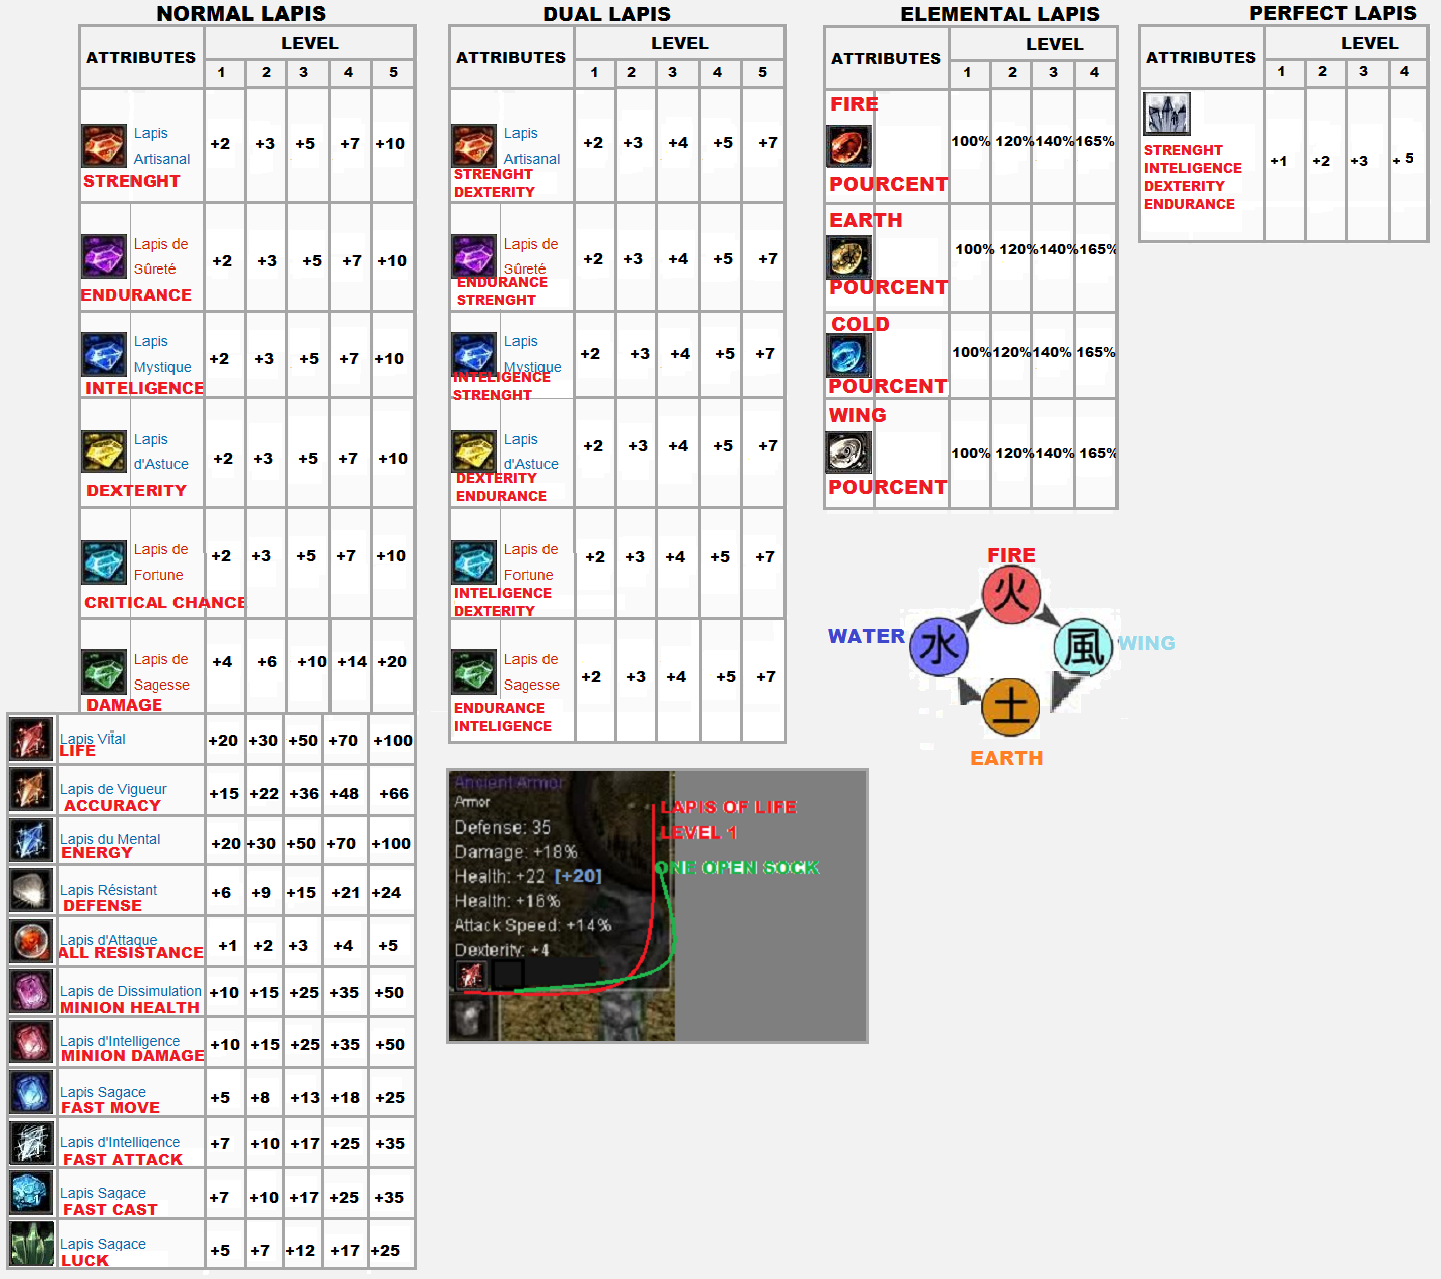 NORMAL LAPIS
ATTRIBUTES LEVEL
1 2 3 4 5
Lapis
Artisanal
STRENGHT
+2 +3 +5 +7 +10
Lapis de
Sûreté
ENDURANCE
+2 +3 +5 +7 +10
Lapis
Mystique
INTELIGENCE
+2 +3 +5 +7 +10
Lapis
d'Astuce
DEXTERITY
+2 +3 +5 +7 +10
Lapis de
Fortune
CRITICAL CHANCE
+2 +3 +5 +7 +10
Lapis de
Sagesse
DAMAGE
+4 +6 +10 +14 +20
Lapis Vital
LIFE
+20 +30 +50 +70 +100
Lapis de Vigueur
ACCURACY
+15 +22 +36 +48 +66
Lapis du Mental
ENERGY
+20 +30 +50 +70 +100
Lapis Résistant
DEFENSE
+6 +9 +15 +21 +24
Lapis d'Attaque
ALL RESISTANCE
+1 +2 +3 +4 +5
Lapis de Dissimulation
MINION HEALTH
+10 +15 +25 +35 +50
Lapis d'Intelligence
MINION DAMAGE
+10 +15 +25 +35 +50
Lapis Sagace
FAST MOVE
+5 +8 +13 +18 +25
Lapis d'Intelligence
FAST ATTACK
+7 +10 +17 +25 +35
Lapis Sagace
FAST CAST
+7 +10 +17 +25 +35
Lapis Sagace
LUCK
+5 +7 +12 +17 +25
DUAL LAPIS
ATTRIBUTES LEVEL
1 2 3 4 5
Lapis
Artisanal
STRENGHT
DEXTERITY
+2 +3 +4 +5 +7
Lapis de
Sûreté
ENDURANCE
STRENGHT
+2 +3 +4 +5 +7
Lapis
Mystique
INTELIGENCE
STRENGHT
+2 +3 +4 +5 +7
Lapis
d'Astuce
DEXTERITY
ENDURANCE
+2 +3 +4 +5 +7
Lapis de
Fortune
INTELIGENCE
DEXTERITY
+2 +3 +4 +5 +7
Lapis de
Sagesse
ENDURANCE
INTELIGENCE
+2 +3 +4 +5 +7
Ancient Armor
Armor
Defense: 35
Damage: +18%
Health: +22 [+20]
Health: +16%
Attack Speed: +14%
Dexterity: +4
LAPIS OF LIFE
LEVEL 1
ONE OPEN SOCK
ELEMENTAL LAPIS
ATTRIBUTES LEVEL
1 2 3 4
FIRE
POURCENT
100% 120% 140% 165%
EARTH
POURCENT
100% 120% 140% 165%
COLD
POURCENT
100% 120% 140% 165%
WING
POURCENT
100% 120% 140% 165%
FIRE
火
WATER 水 風 WING
土
EARTH
PERFECT LAPIS
ATTRIBUTES LEVEL
1 2 3 4
STRENGHT
INTELIGENCE
DEXTERITY
ENDURANCE
+1 +2 +3 + 5